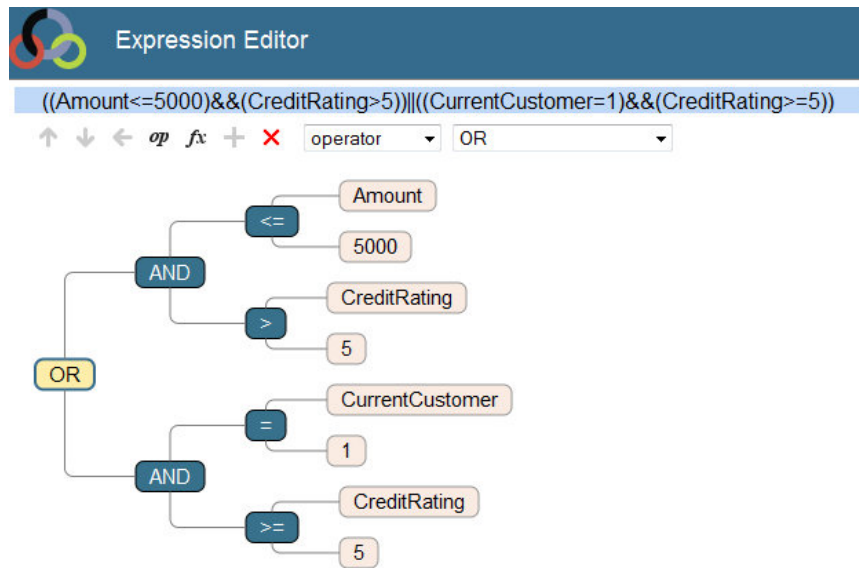 Expression Editor
((Amount<=5000)&&(CreditRating>5))||((CurrentCustomer=1)&&(CreditRating>=5))
op fx operator OR
Amount
<=
5000
AND
CreditRating
>
5
OR
CurrentCustomer
=
1
AND
CreditRating
>=
5